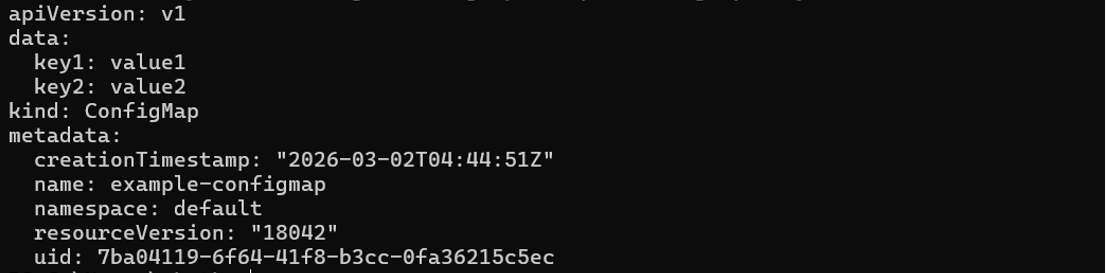 apiVersion: v1
data:
  key1: value1
  key2: value2
kind: ConfigMap
metadata:
  creationTimestamp: "2026-03-02T04:44:51Z"
  name: example-configmap
  namespace: default
  resourceVersion: "18042"
  uid: 7ba04119-6f64-41f8-b3cc-0fa36215c5ec